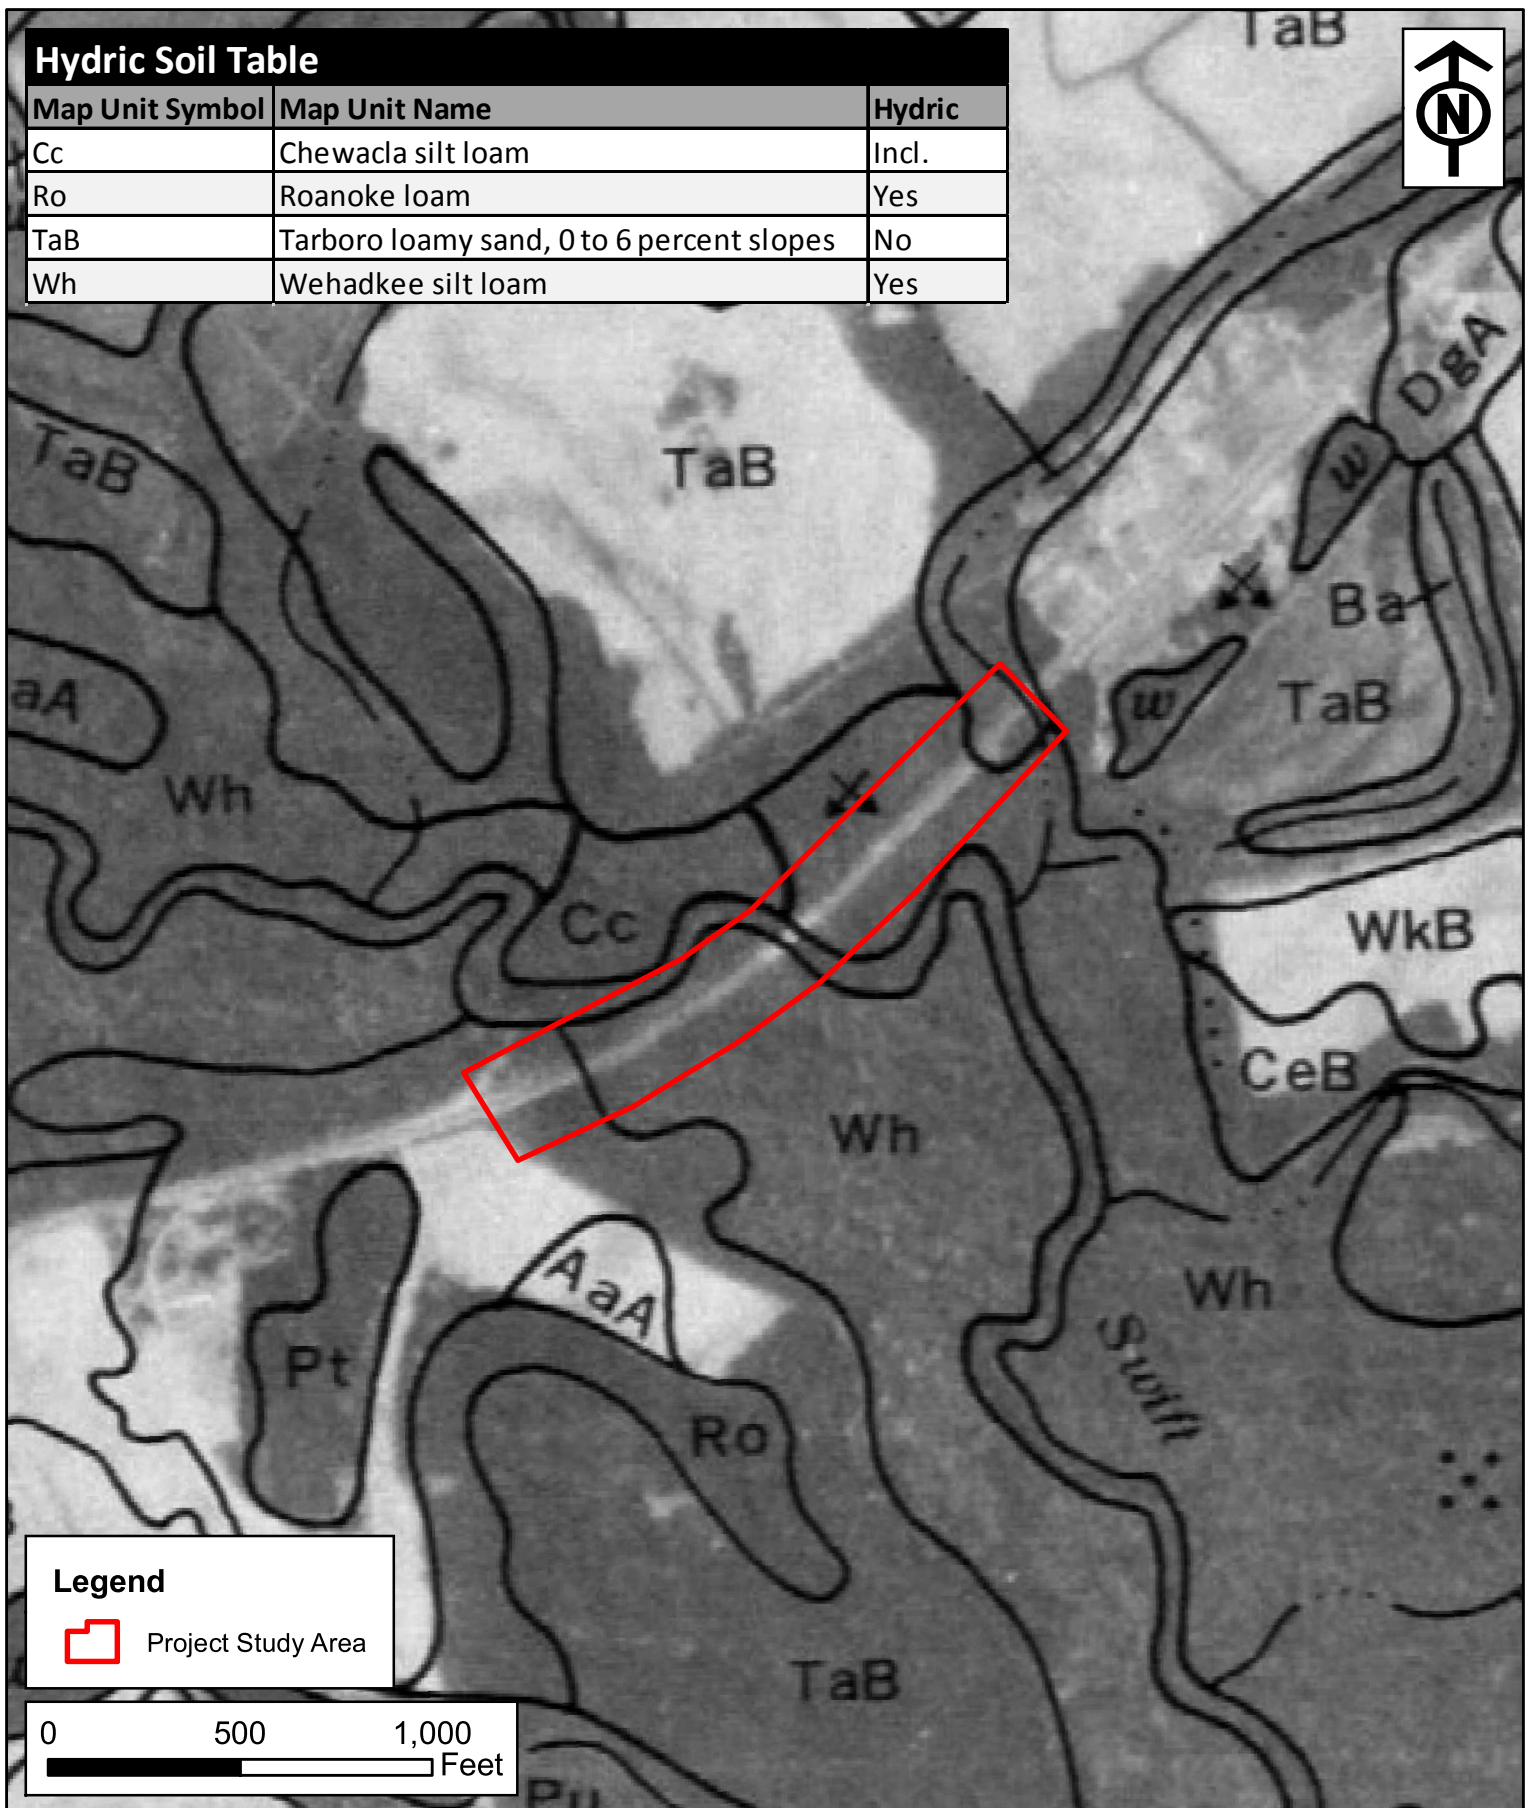 TaB
Hydric Soil Table
Map Unit Symbol Map Unit Name Hydric
Cc Chewacla silt loam Incl.
Ro Roanoke loam Yes
TaB Tarboro loamy sand, 0 to 6 percent slopes No
Wh Wehadkee silt loam Yes
N
DgA
TaB
TaB
w
Ba
aA
TaB
w
Wh
Cc
WkB
CeB
Wh
Wh
AaA
Swift
Pt
Ro
Legend
Project Study Area
TaB
0 500 1,000
Feet